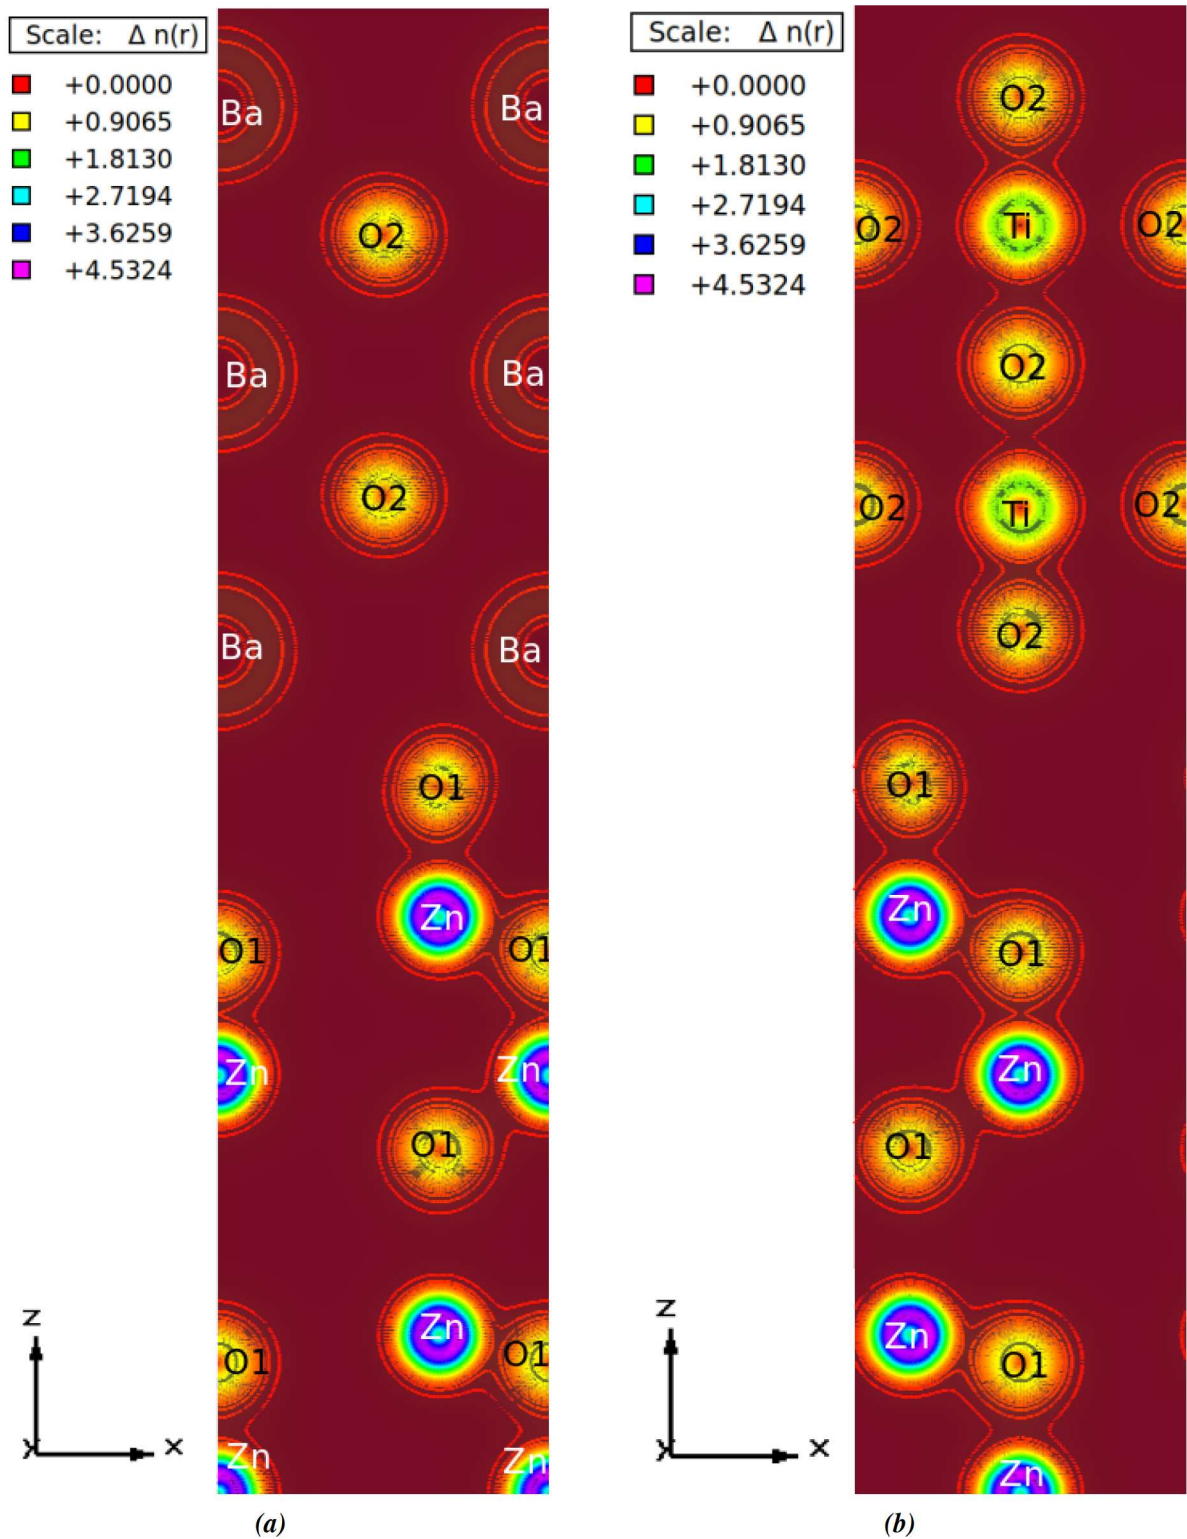 Scale: Δ n(r)
+0.0000
+0.9065
+1.8130
+2.7194
+3.6259
+4.5324
Ba Ba
O2
Ba Ba
O2
Ba Ba
O1
Zn
O1 O1
Zn Zn
O1
Zn
O1 O1
Zn Zn
z
y x
(a)
Scale: Δ n(r)
+0.0000
+0.9065
+1.8130
+2.7194
+3.6259
+4.5324
O2
O2 Ti O2
O2
O2 Ti O2
O2
O1
Zn
O1
Zn
O1
Zn
O1
Zn
z
x
(b)